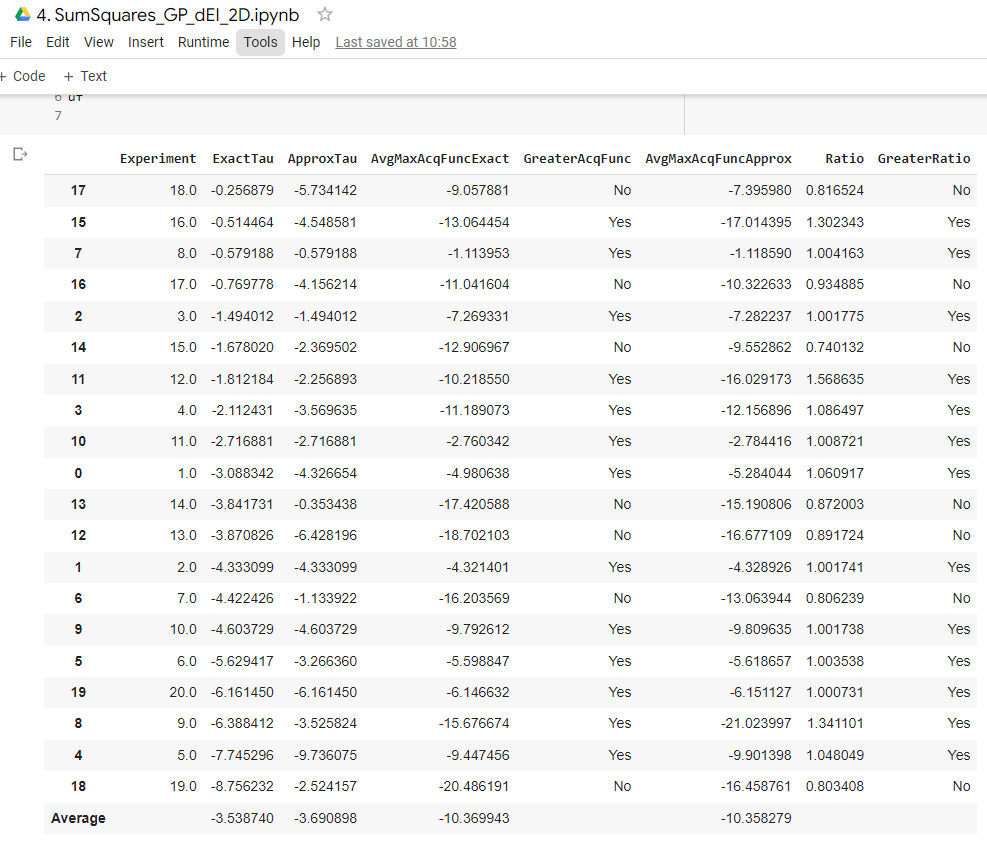 4. SumSquares_GP_dEI_2D.ipynb
File Edit View Insert Runtime Tools Help Last saved at 10:58
+ Code + Text
6 df
7
Experiment ExactTau ApproxTau AvgMaxAcqFuncExact GreaterAcqFunc AvgMaxAcqFuncApprox Ratio GreaterRatio
17 18.0 -0.256879 -5.734142 -9.057881 No -7.395980 0.816524 No
15 16.0 -0.514464 -4.548581 -13.064454 Yes -17.014395 1.302343 Yes
7 8.0 -0.579188 -0.579188 -1.113953 Yes -1.118590 1.004163 Yes
16 17.0 -0.769778 -4.156214 -11.041604 No -10.322633 0.934885 No
2 3.0 -1.494012 -1.494012 -7.269331 Yes -7.282237 1.001775 Yes
14 15.0 -1.678020 -2.369502 -12.906967 No -9.552862 0.740132 No
11 12.0 -1.812184 -2.256893 -10.218550 Yes -16.029173 1.568635 Yes
3 4.0 -2.112431 -3.569635 -11.189073 Yes -12.156896 1.086497 Yes
10 11.0 -2.716881 -2.716881 -2.760342 Yes -2.784416 1.008721 Yes
0 1.0 -3.088342 -4.326654 -4.980638 Yes -5.284044 1.060917 Yes
13 14.0 -3.841731 -0.353438 -17.420588 No -15.190806 0.872003 No
12 13.0 -3.870826 -6.428196 -18.702103 No -16.677109 0.891724 No
1 2.0 -4.333099 -4.333099 -4.321401 Yes -4.328926 1.001741 Yes
6 7.0 -4.422426 -1.133922 -16.203569 No -13.063944 0.806239 No
9 10.0 -4.603729 -4.603729 -9.792612 Yes -9.809635 1.001738 Yes
5 6.0 -5.629417 -3.266360 -5.598847 Yes -5.618657 1.003538 Yes
19 20.0 -6.161450 -6.161450 -6.146632 Yes -6.151127 1.000731 Yes
8 9.0 -6.388412 -3.525824 -15.676674 Yes -21.023997 1.341101 Yes
4 5.0 -7.745296 -9.736075 -9.447456 Yes -9.901398 1.048049 Yes
18 19.0 -8.756232 -2.524157 -20.486191 No -16.458761 0.803408 No
Average -3.538740 -3.690898 -10.369943 -10.358279